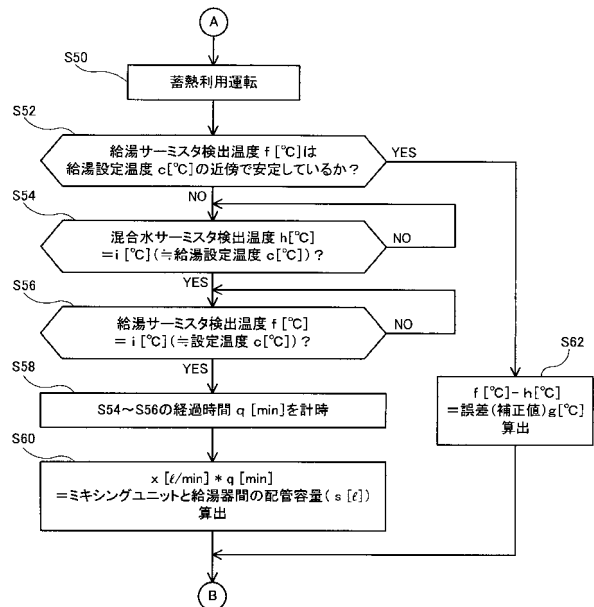 A
S50
蓄熱利用運転
S52
給湯サーミスタ検出温度 f [℃]は
給湯設定温度 c[℃]の近傍で安定しているか？
YES
NO
S54
混合水サーミスタ検出温度 h[℃]
＝i [℃](≒給湯設定温度 c[℃])？
NO
YES
S56
給湯サーミスタ検出温度 f [℃]
＝ i [℃](≒設定温度 c[℃])？
NO
YES
S58
S54～S56の経過時間 q [min]を計時
S62
f [℃]－h[℃]
＝誤差(補正値)g[℃]
算出
S60
x [ℓ/min] * q [min]
＝ミキシングユニットと給湯器間の配管容量( s [ℓ])
算出
B